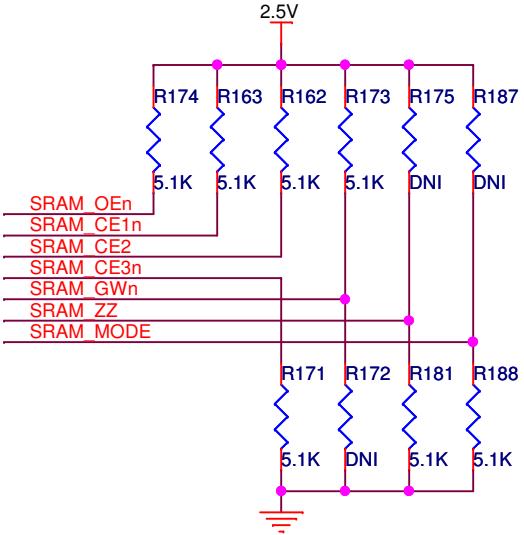 2.5V
R174 R163 R162 R173 R175 R187
5.1K 5.1K 5.1K 5.1K DNI DNI
SRAM_OEn
SRAM_CE1n
SRAM_CE2
SRAM_CE3n
SRAM_GWn
SRAM_ZZ
SRAM_MODE
R171 R172 R181 R188
5.1K DNI 5.1K 5.1K